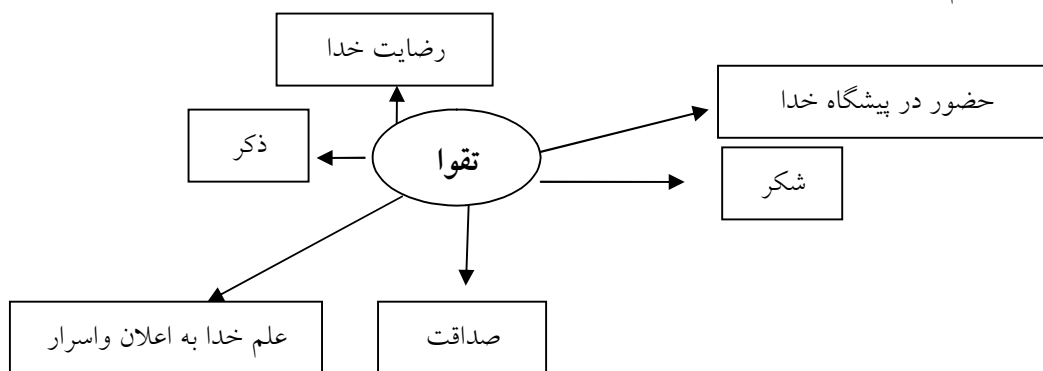 رضایت خدا
حضور در پیشگاه خدا
ذکر
تقوا
شکر
علم خدا به اعلان واسرار
صداقت